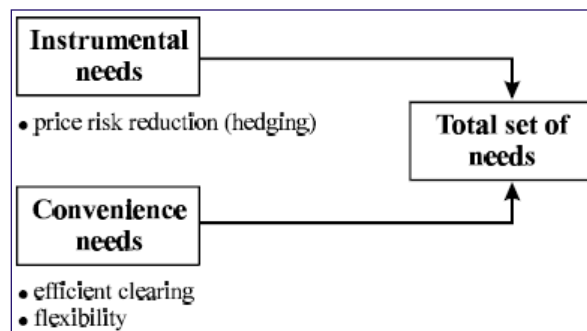 Instrumental
needs
• price risk reduction (hedging)
Total set of
needs
Convenience
needs
• efficient clearing
• flexibility